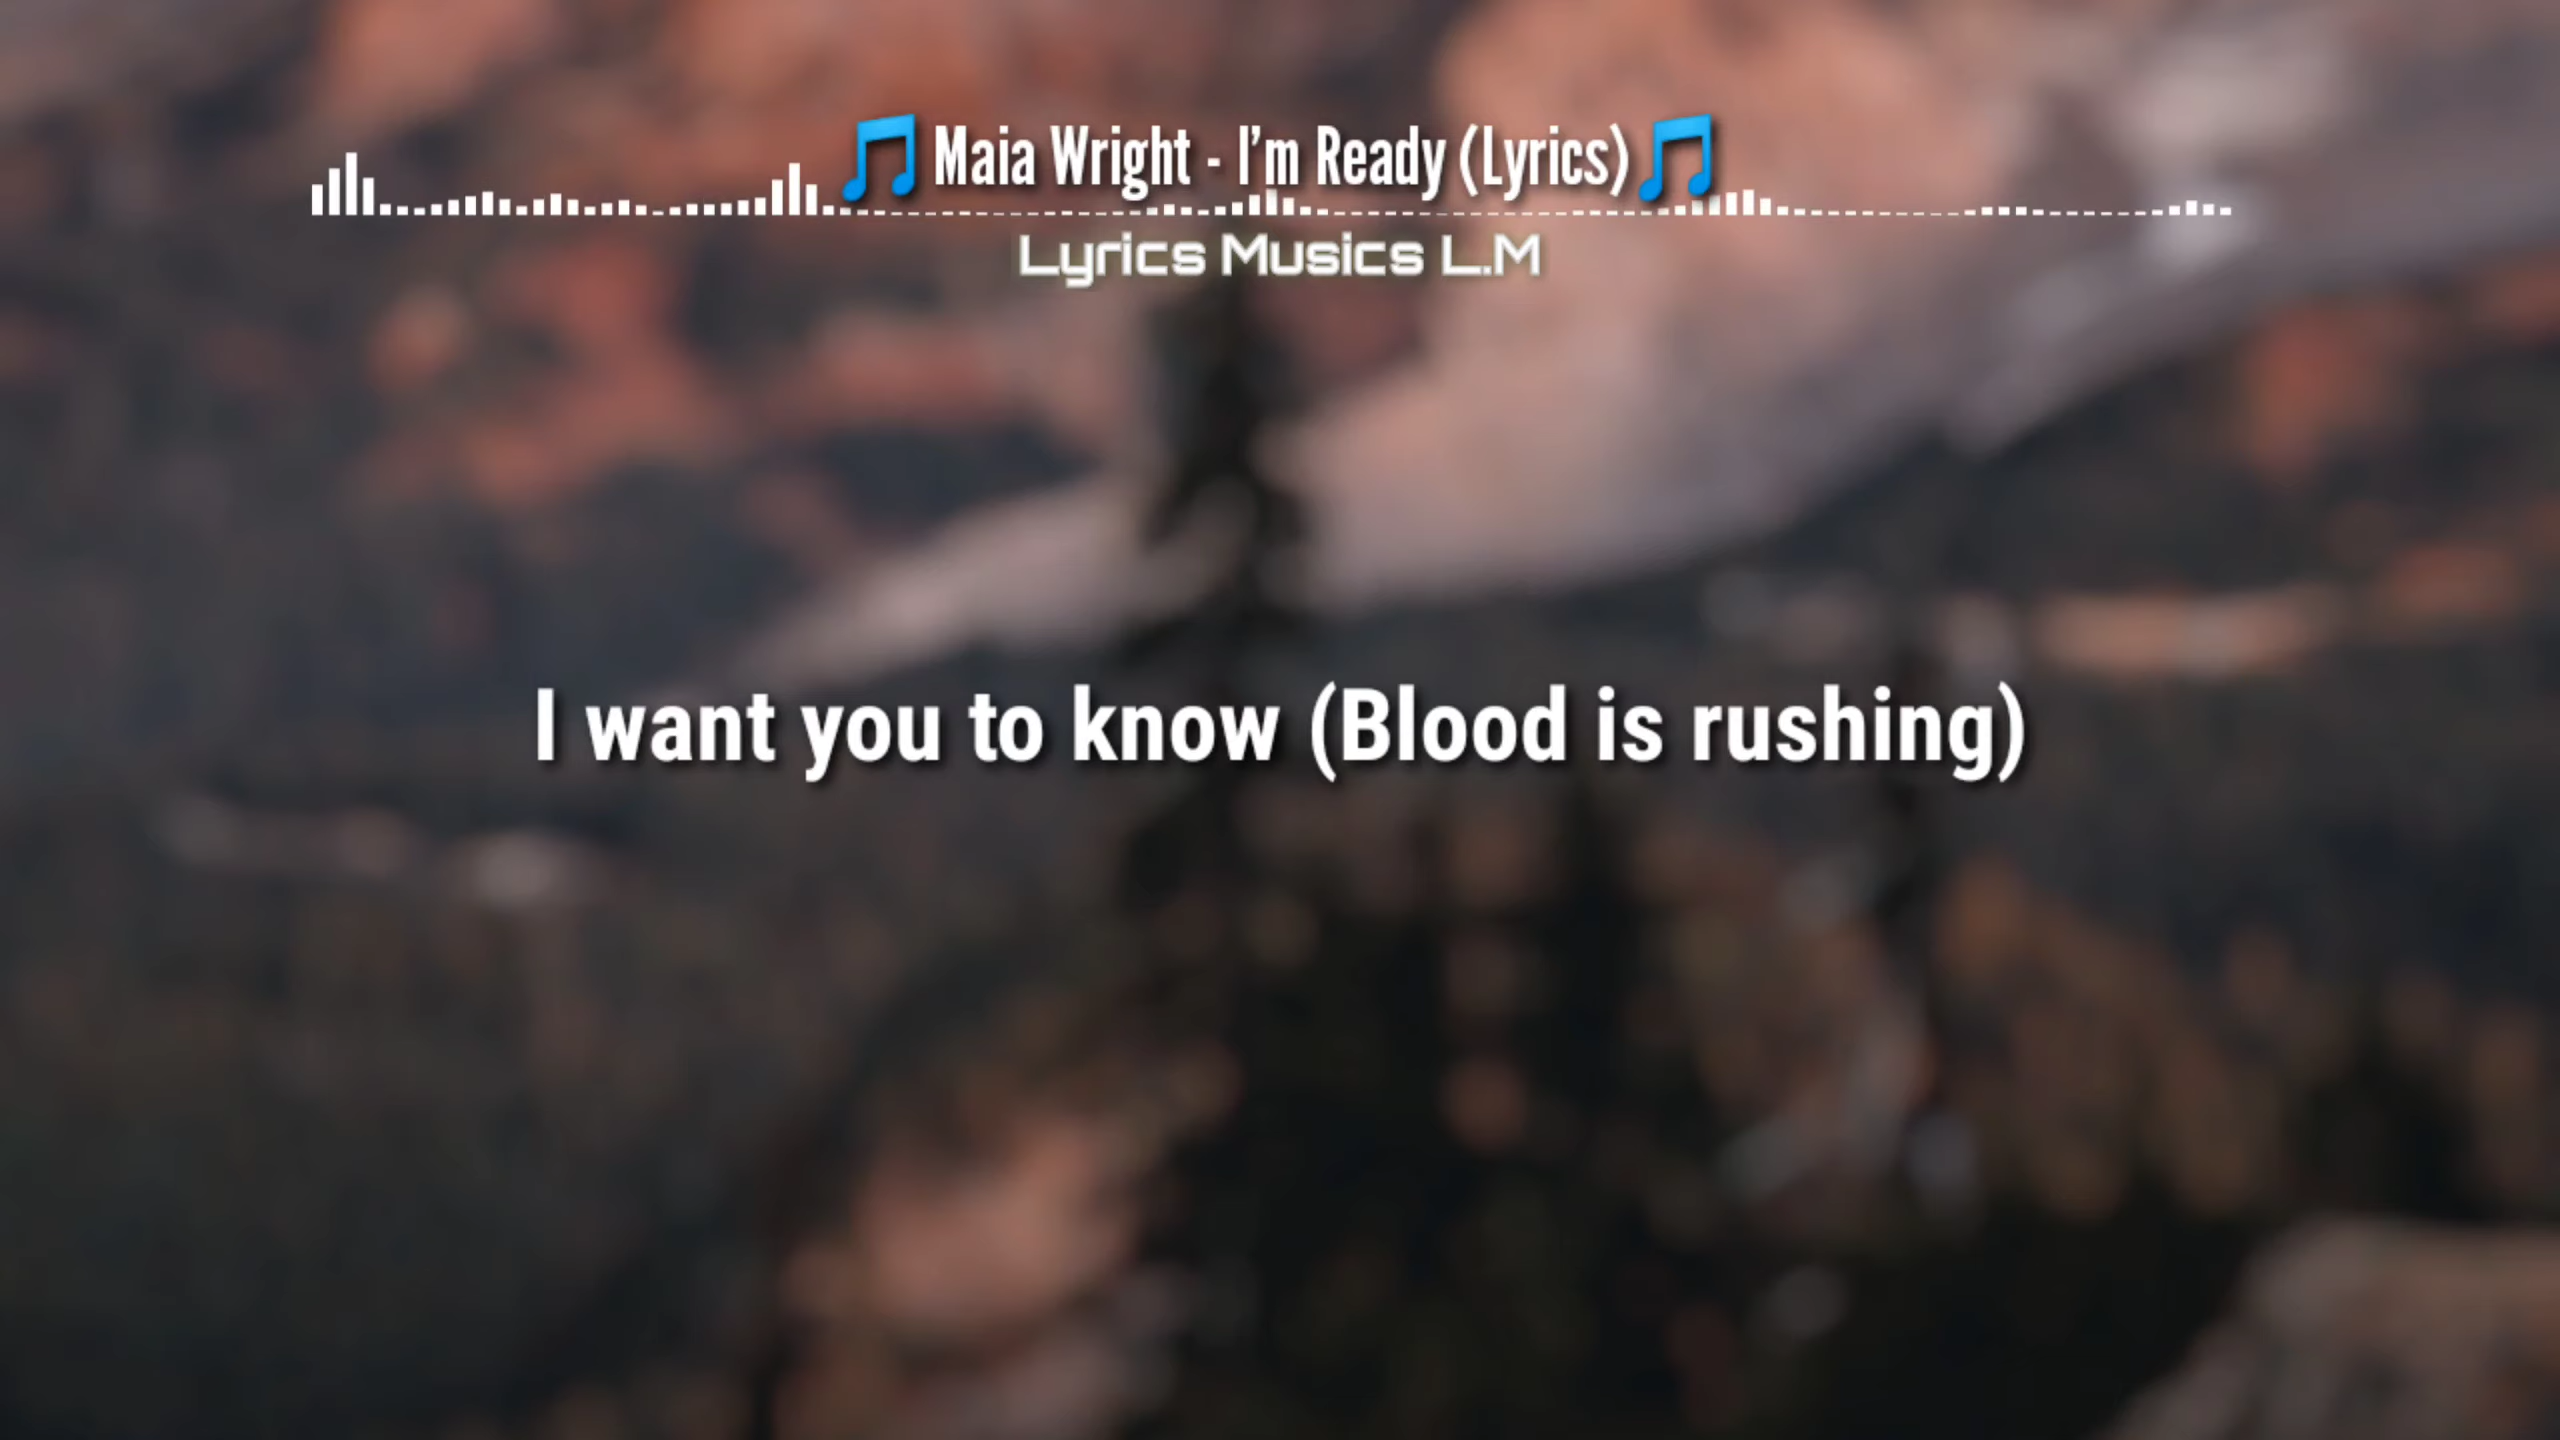 🎵 Maia Wright - I'm Ready (Lyrics) 🎵
Lyrics Musics L.M
I want you to know (Blood is rushing)